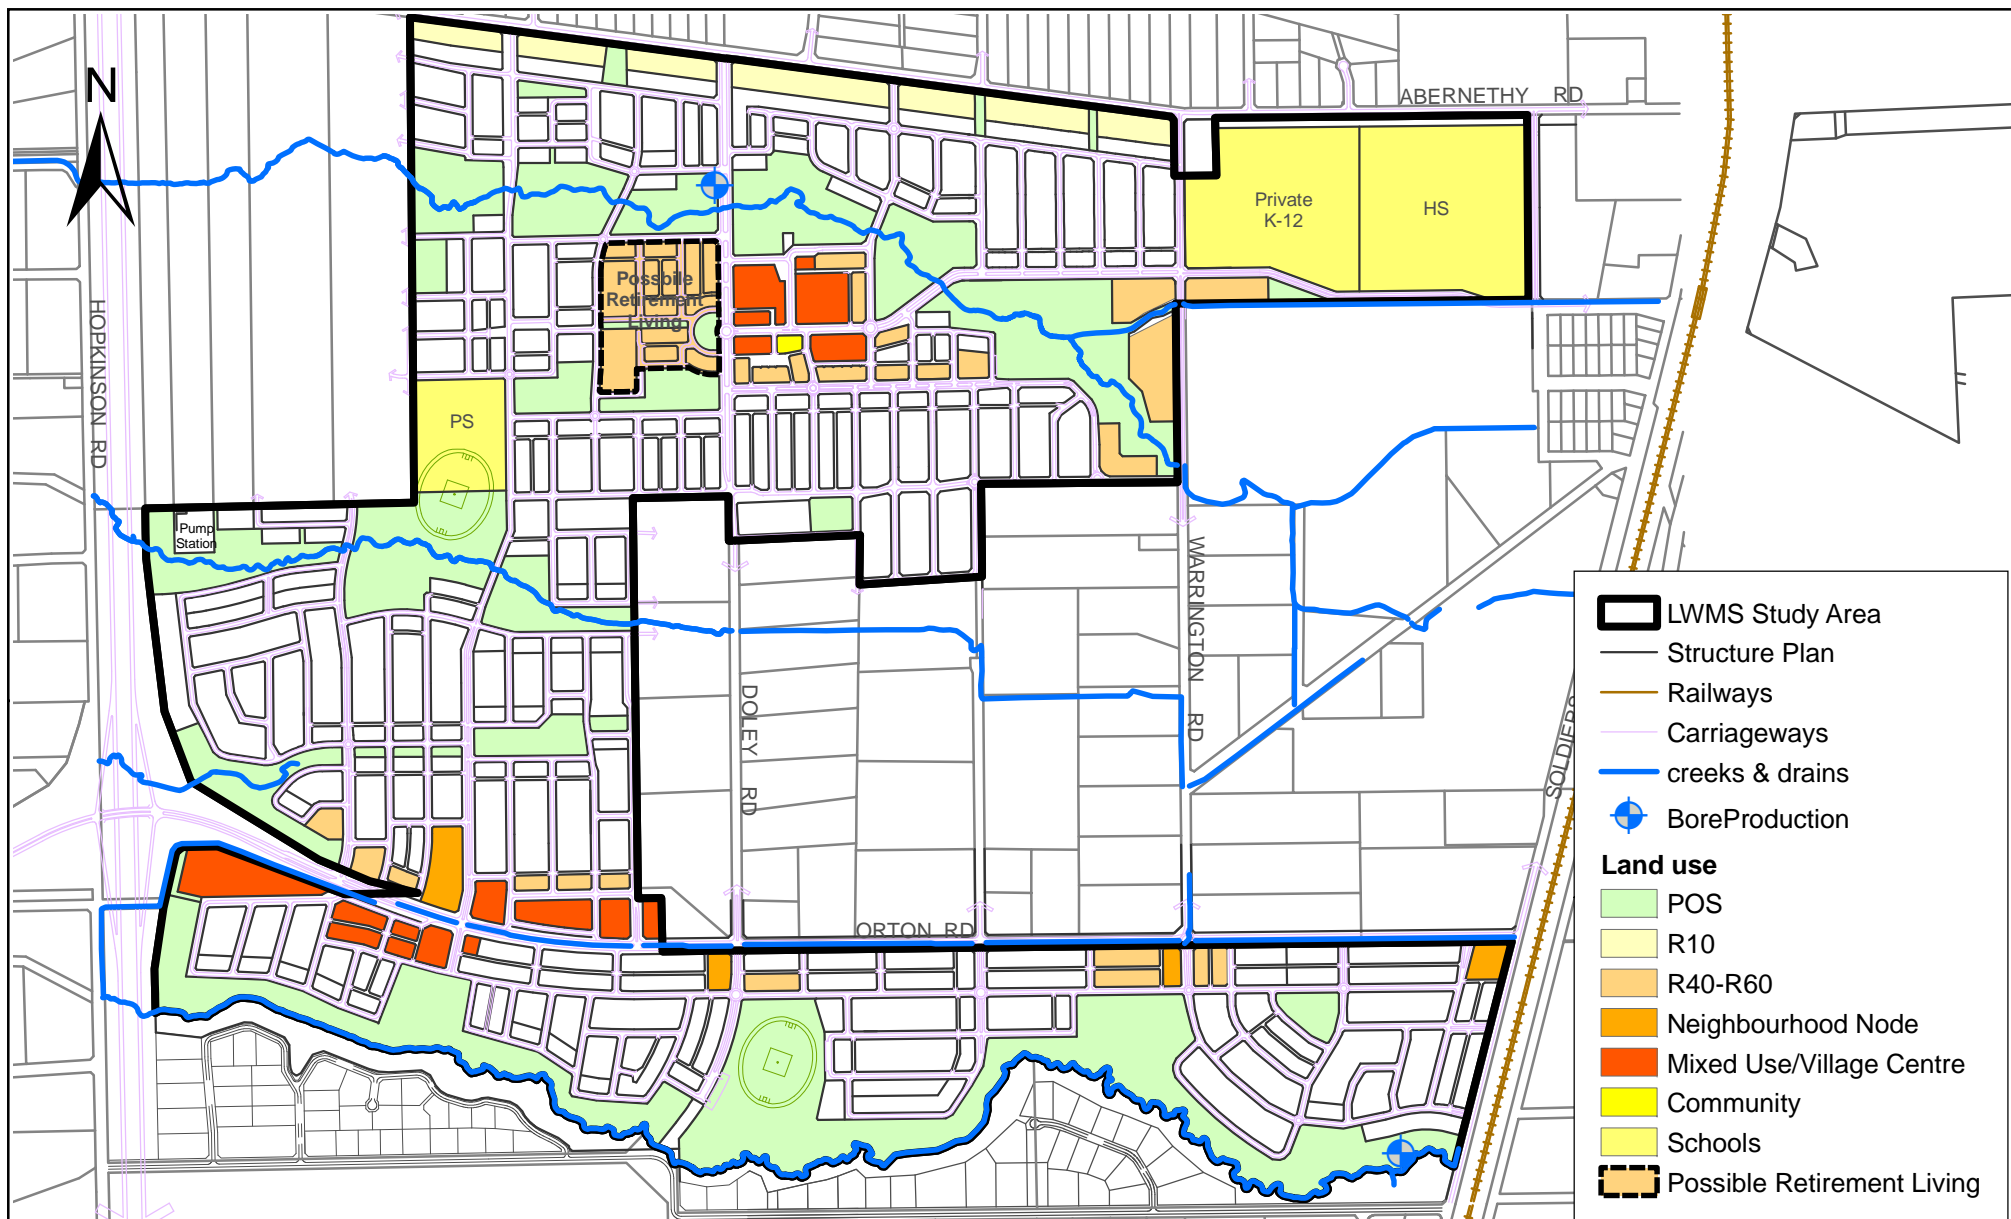 N
ABERNETHY RD
Private
K-12
HS
HOPKINSON RD
Possbile
Retirement
Living
PS
Pump
Station
WARRINGTON RD
DOLEY RD
ORTON RD
SOLDIERS
LWMS Study Area
Structure Plan
Railways
Carriageways
creeks & drains
BoreProduction
Land use
POS
R10
R40-R60
Neighbourhood Node
Mixed Use/Village Centre
Community
Schools
Possible Retirement Living